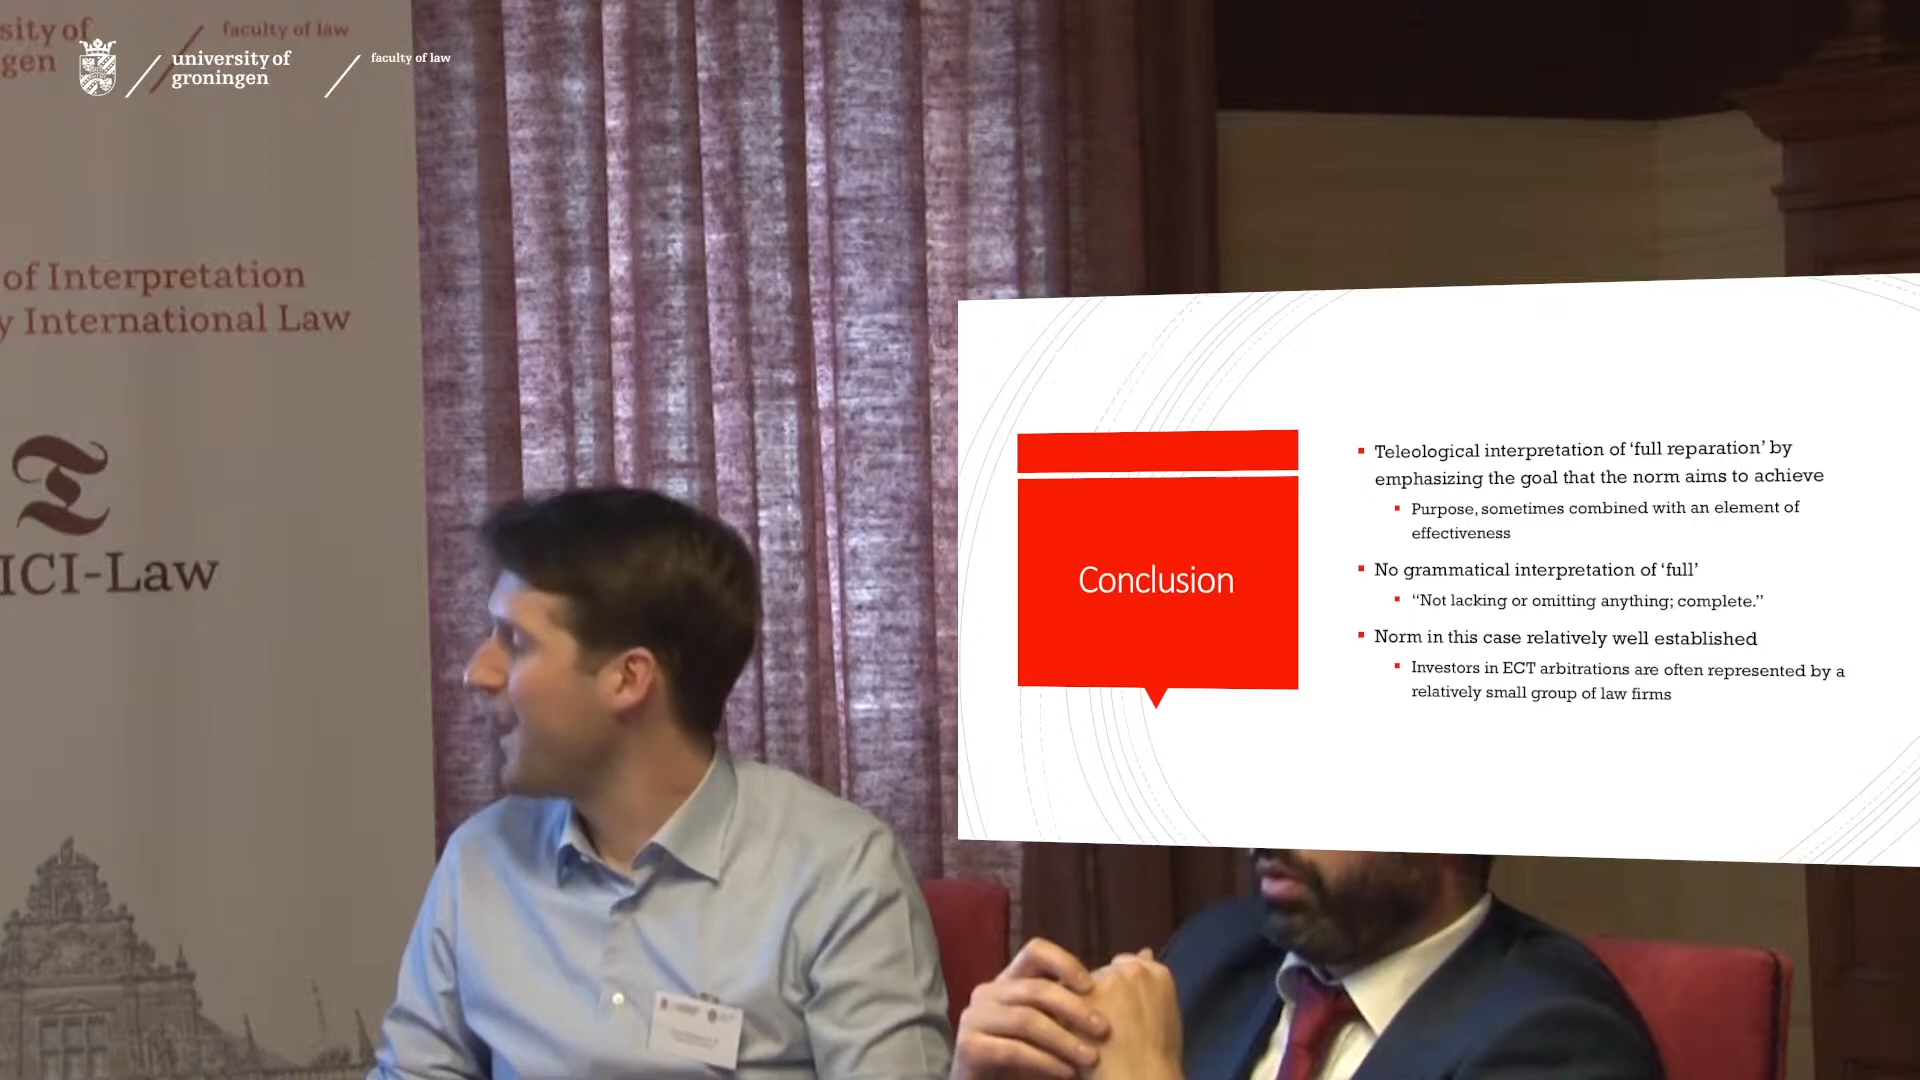 sity of
gen
faculty of law
university of
groningen
faculty of law
of Interpretation
y International Law
ICI-Law
Conclusion
Teleological interpretation of ‘full reparation’ by
emphasizing the goal that the norm aims to achieve
Purpose, sometimes combined with an element of
effectiveness
No grammatical interpretation of ‘full’
“Not lacking or omitting anything; complete.”
Norm in this case relatively well established
Investors in ECT arbitrations are often represented by a
relatively small group of law firms